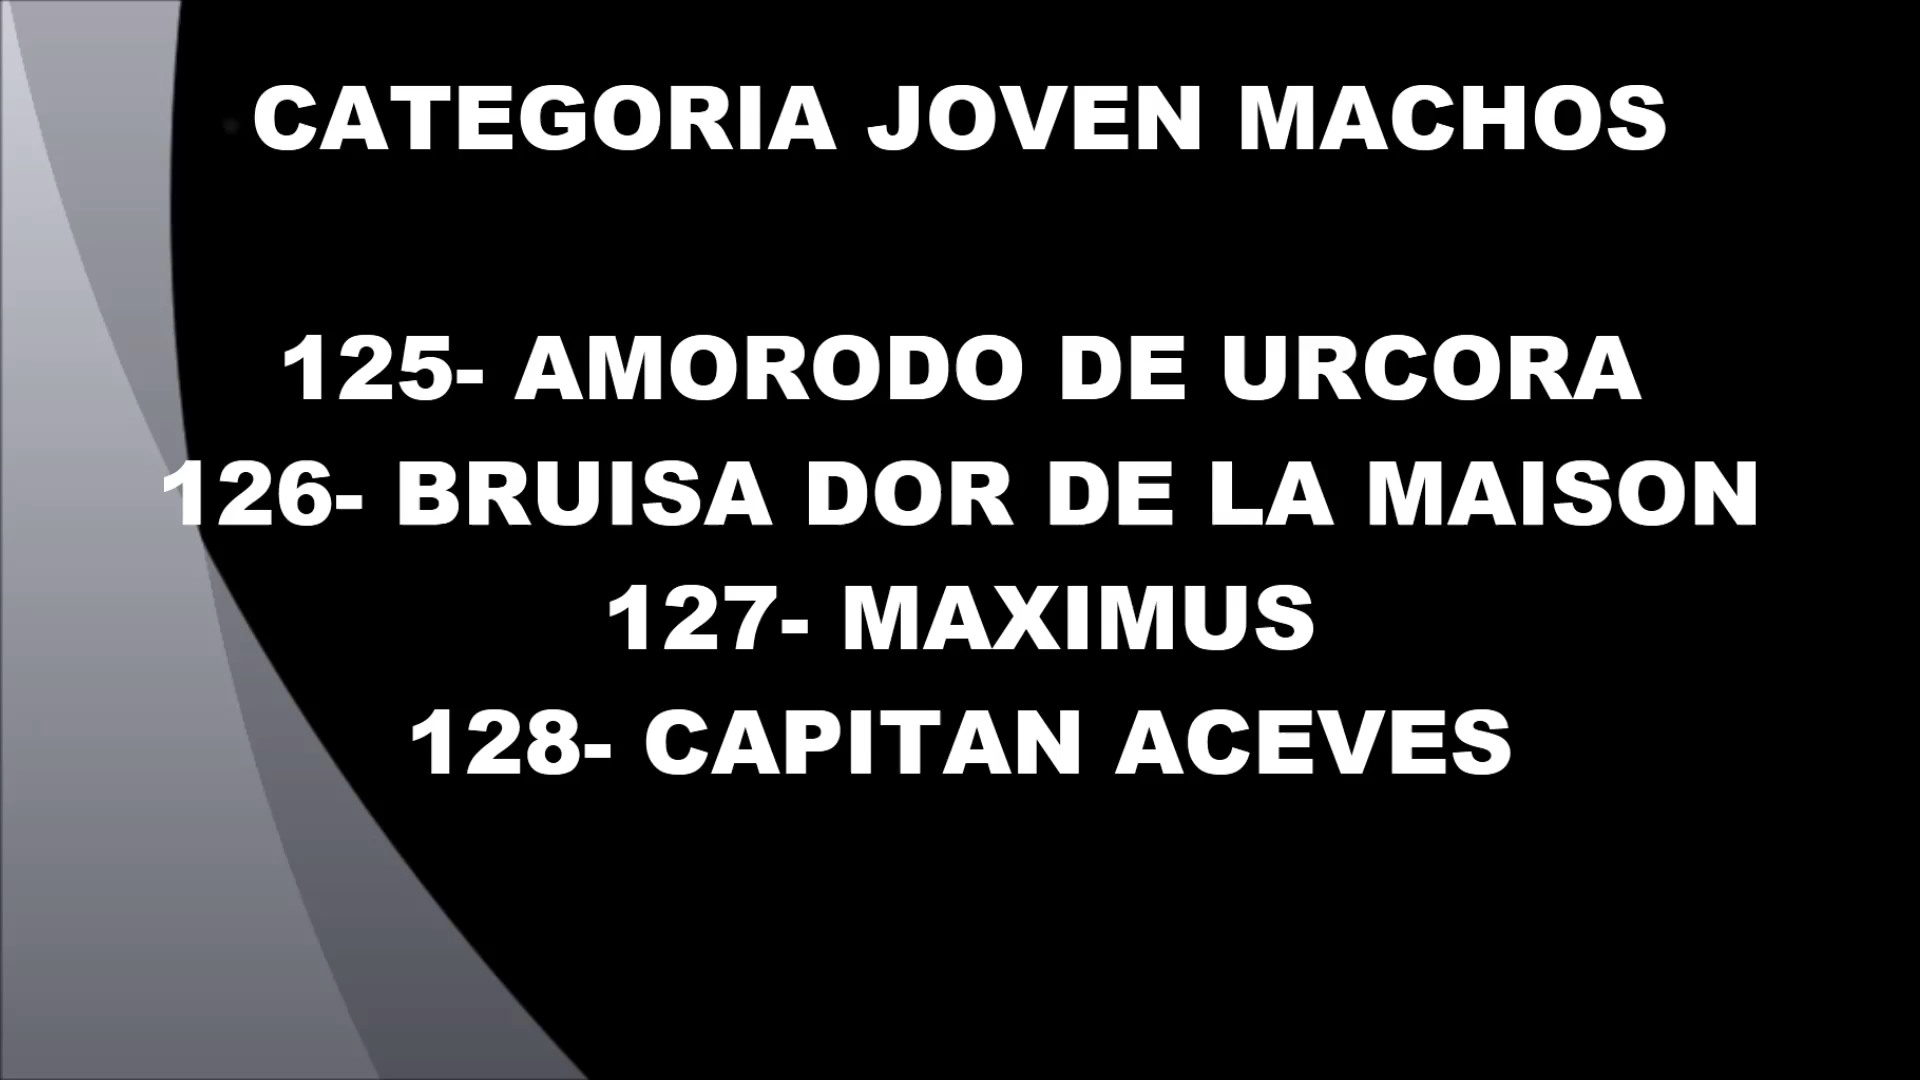 CATEGORIA JOVEN MACHOS
125- AMORODO DE URCORA
126- BRUISA DOR DE LA MAISON
127- MAXIMUS
128- CAPITAN ACEVES